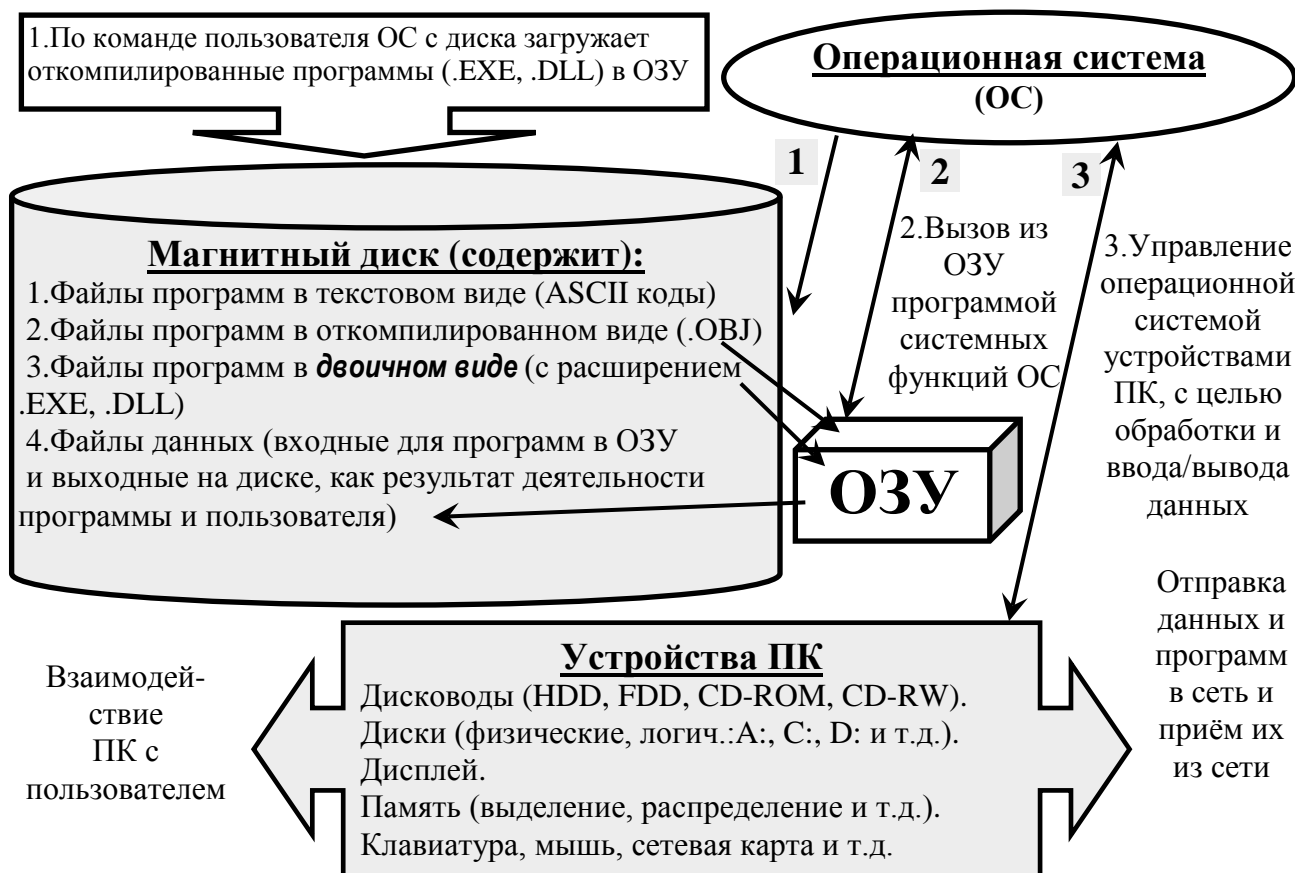 1.По команде пользователя ОС с диска загружает
откомпилированные программы (.EXE, .DLL) в ОЗУ
Операционная система
(ОС)
1
2
3
Магнитный диск (содержит):
1.Файлы программ в текстовом виде (ASCII коды)
2.Файлы программ в откомпилированном виде (.OBJ)
3.Файлы программ в двоичном виде (с расширением
.EXE, .DLL)
4.Файлы данных (входные для программ в ОЗУ
и выходные на диске, как результат деятельности
программы и пользователя)
2.Вызов из
ОЗУ
программой
системных
функций ОС
3.Управление
операционной
системой
устройствами
ПК, с целью
обработки и
ввода/вывода
данных
ОЗУ
Взаимодей-
ствие
ПК с
пользователем
Устройства ПК
Дисководы (HDD, FDD, CD-ROM, CD-RW).
Диски (физические, логич.:A:, C:, D: и т.д.).
Дисплей.
Память (выделение, распределение и т.д.).
Клавиатура, мышь, сетевая карта и т.д.
Отправка
данных и
программ
в сеть и
приём их
из сети